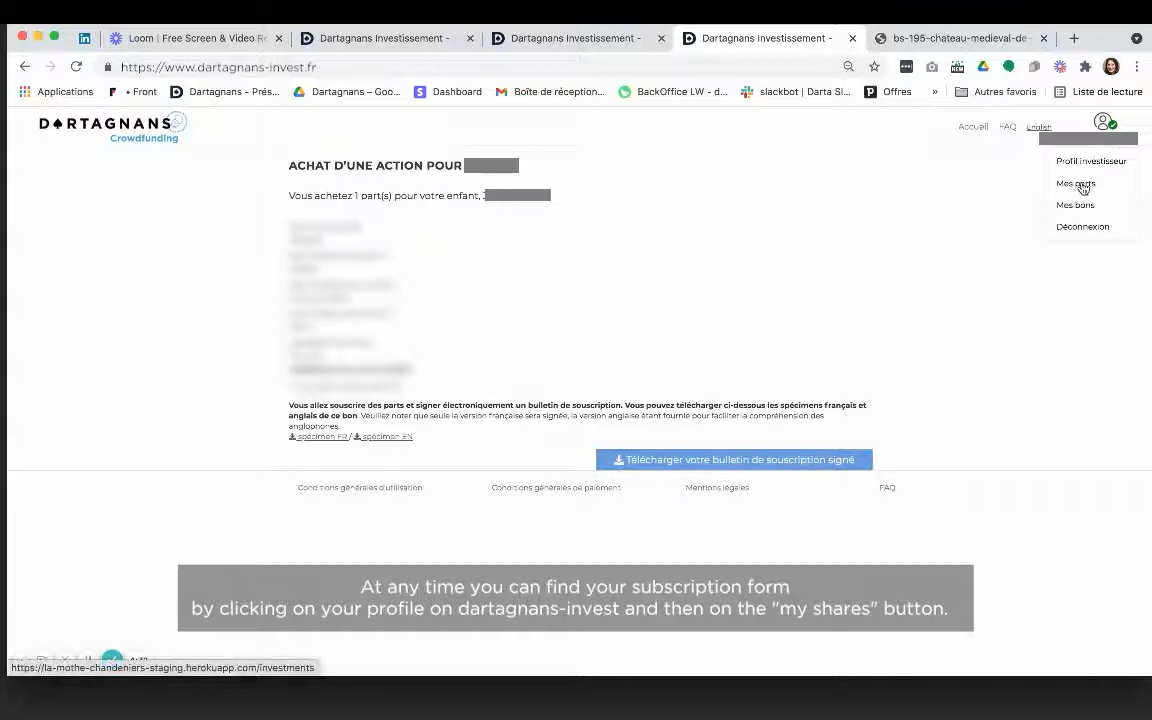 Loom | Free Screen & Video Re
Dartagnans Investissement -
Dartagnans Investissement -
Dartagnans Investissement -
bs-195-chateau-medieval-de-
https://www.dartagnans-invest.fr
Applications
• Front
Dartagnans - Prés...
Dartagnans – Goo...
Dashboard
Boîte de réception...
BackOffice LW - d...
slackbot | Darta Sl...
Offres
»
Autres favoris
Liste de lecture
DARTAGNANS
Crowdfunding
Accueil
FAQ
English
Profil investisseur
Mes parts
Mes bons
Déconnexion
ACHAT D'UNE ACTION POUR
Vous achetez 1 part(s) pour votre enfant,
Vous allez souscrire des parts et signer électroniquement un bulletin de souscription. Vous pouvez télécharger ci-dessous les spécimens français et
anglais de ce bon. Veuillez noter que seule la version française sera signée, la version anglaise étant fournie pour faciliter la compréhension des
anglophones.
spécimen FR / spécimen EN
Télécharger votre bulletin de souscription signé
Conditions générales d'utilisation
Conditions générales de paiement
Mentions légales
FAQ
At any time you can find your subscription form
by clicking on your profile on dartagnans-invest and then on the "my shares" button.
https://la-mothe-chandeniers-staging.herokuapp.com/investments